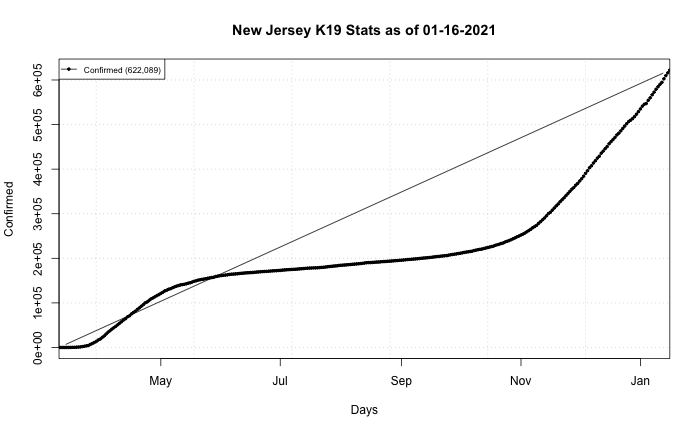 New Jersey K19 Stats as of 01-16-2021
Confirmed (622,089)
6e+05
5e+05
4e+05
3e+05
2e+05
1e+05
0e+00
Confirmed
May Jul Sep Nov Jan
Days